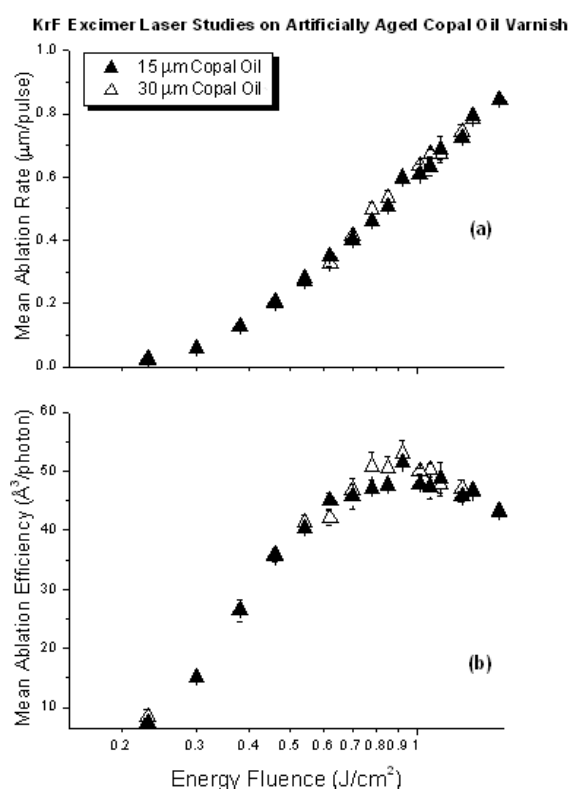 KrF Excimer Laser Studies on Artificially Aged Copal Oil Varnish
15 μm Copal Oil
30 μm Copal Oil
Mean Ablation Rate (μm/pulse)
1.0
0.8
0.6
0.4
0.2
0.0
(a)
Mean Ablation Efficiency (Å³/photon)
60
50
40
30
20
10
(b)
0.2 0.3 0.4 0.5 0.6 0.7 0.8 0.9 1
Energy Fluence (J/cm²)